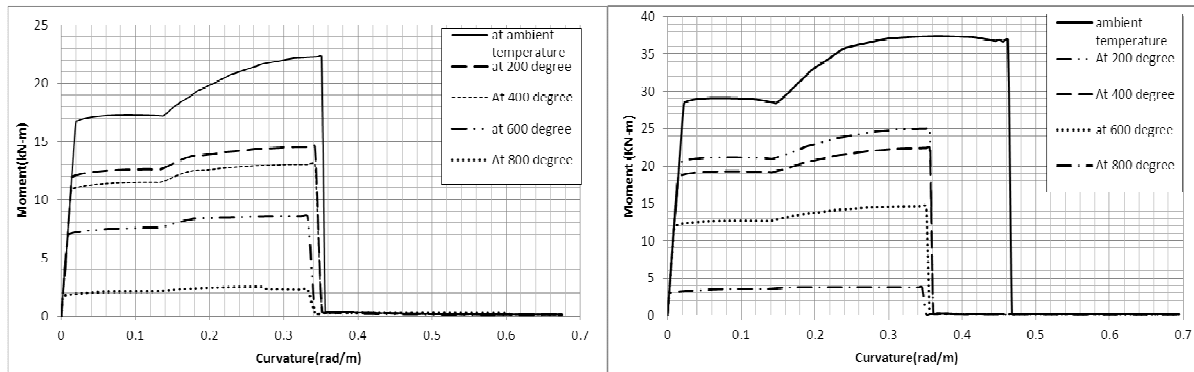 25
20
15
10
5
0
Moment(kN-m)
0
0.1
0.2
0.3
0.4
0.5
0.6
0.7
Curvature(rad/m)
at ambient
temperature
at 200 degree
At 400 degree
at 600 degree
At 800 degree
40
35
30
25
20
15
10
5
0
Moment (KN-m)
0
0.1
0.2
0.3
0.4
0.5
0.6
0.7
Curvature(rad/m)
ambient
temperature
At 200 degree
At 400 degree
at 600 degree
At 800 degree